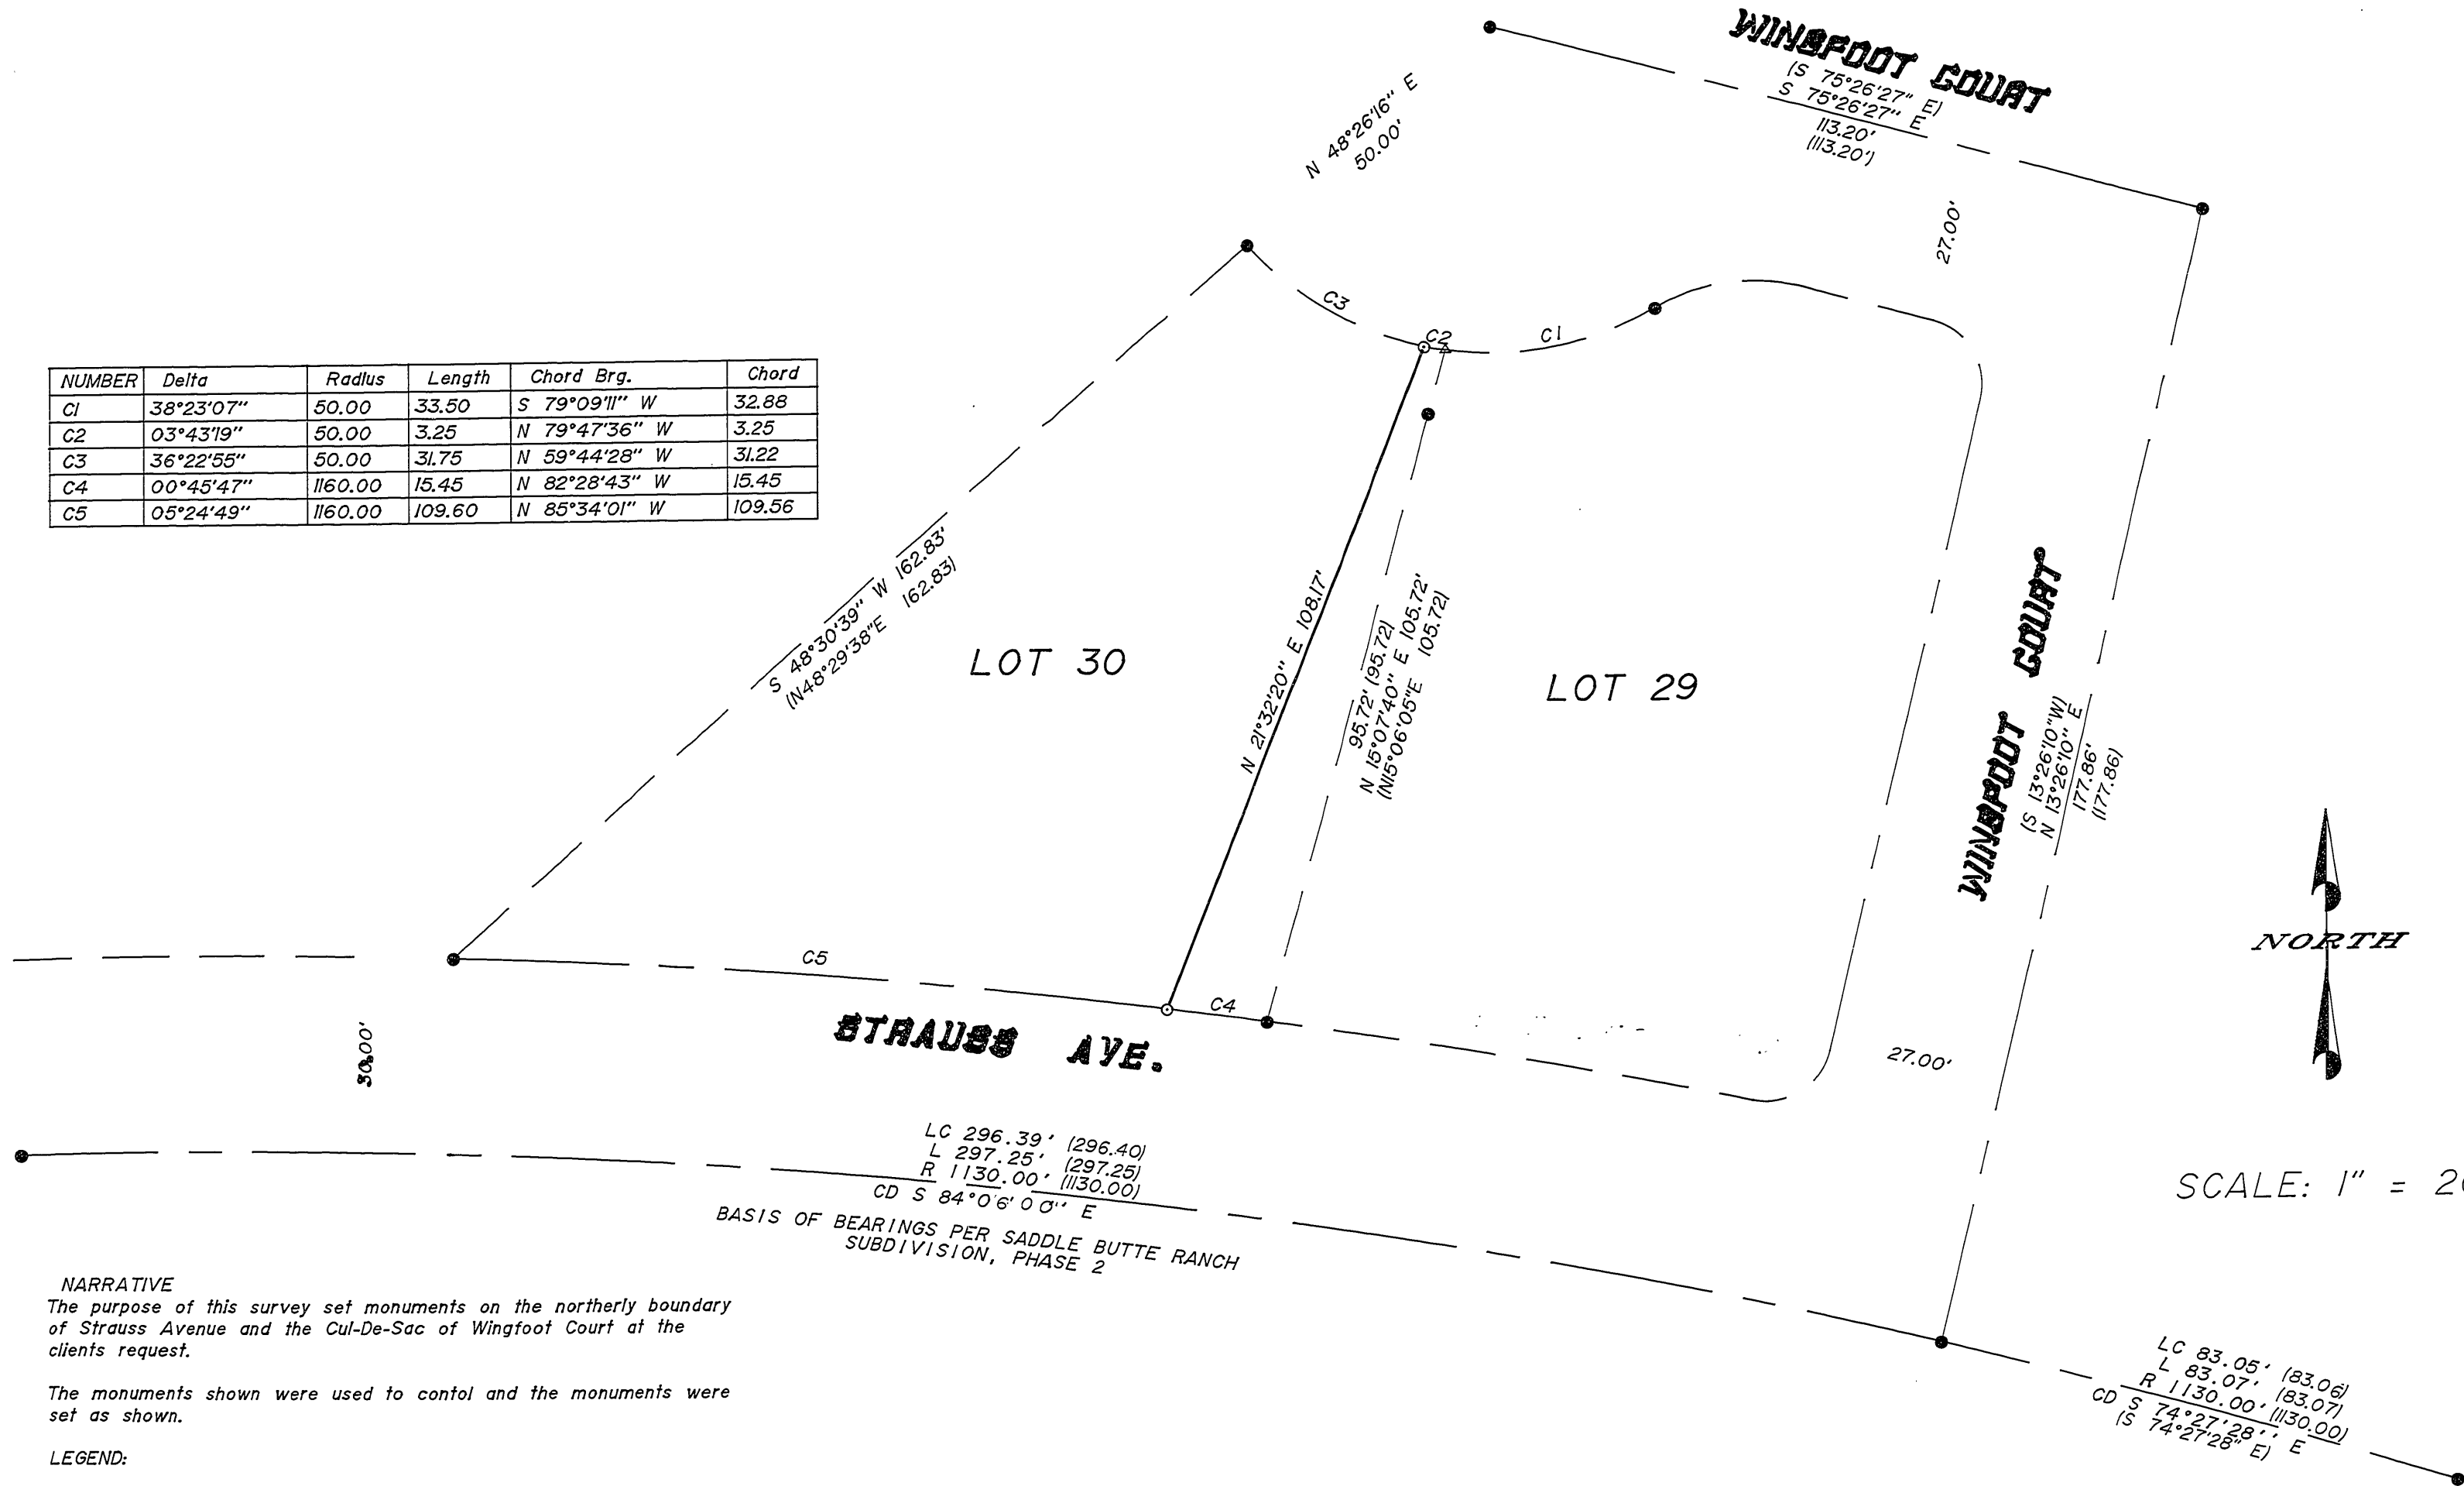 WINGFOOT COURT
(S 75°26'27" E)
S 75°26'27" E
113.20'
(113.20')
N 48°26'16" E
50.00'
27.00'
C3
C2
C1
NUMBER Delta Radius Length Chord Brg. Chord
C1 38°23'07" 50.00 33.50 S 79°09'11" W 32.88
C2 03°43'19" 50.00 3.25 N 79°47'36" W 3.25
C3 36°22'55" 50.00 31.75 N 59°44'28" W 31.22
C4 00°45'47" 1160.00 15.45 N 82°28'43" W 15.45
C5 05°24'49" 1160.00 109.60 N 85°34'01" W 109.56
S 48°30'39" W 162.83'
(N48°29'38"E 162.83)
LOT 30
N 21°32'20" E 108.17'
95.72' (95.72)
N 15°07'40" E 105.72'
(N15°06'05"E 105.72)
LOT 29
WINGFOOT COURT
(S 13°26'10"W)
N 13°26'10" E
177.86'
(177.86)
NORTH
C5
C4
STRAUSS AVE.
30.00'
27.00'
LC 296.39' (296.40)
L 297.25' (297.25)
R 1130.00' (1130.00)
CD S 84°06'00" E
BASIS OF BEARINGS PER SADDLE BUTTE RANCH
SUBDIVISION, PHASE 2
SCALE: 1" =
NARRATIVE
The purpose of this survey set monuments on the northerly boundary
of Strauss Avenue and the Cul-De-Sac of Wingfoot Court at the
clients request.
The monuments shown were used to contol and the monuments were
set as shown.
LEGEND:
LC 83.05' (83.06)
L 83.07' (83.07)
R 1130.00' (1130.00)
CD S 74°27'28'' E
(S 74°27'28" E)